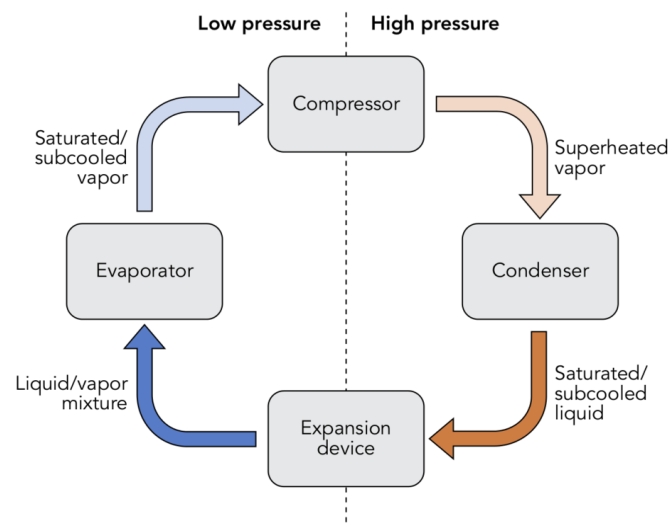 Low pressure
High pressure
Compressor
Saturated/
subcooled
vapor
Superheated
vapor
Evaporator
Condenser
Liquid/vapor
mixture
Saturated/
subcooled
liquid
Expansion
device